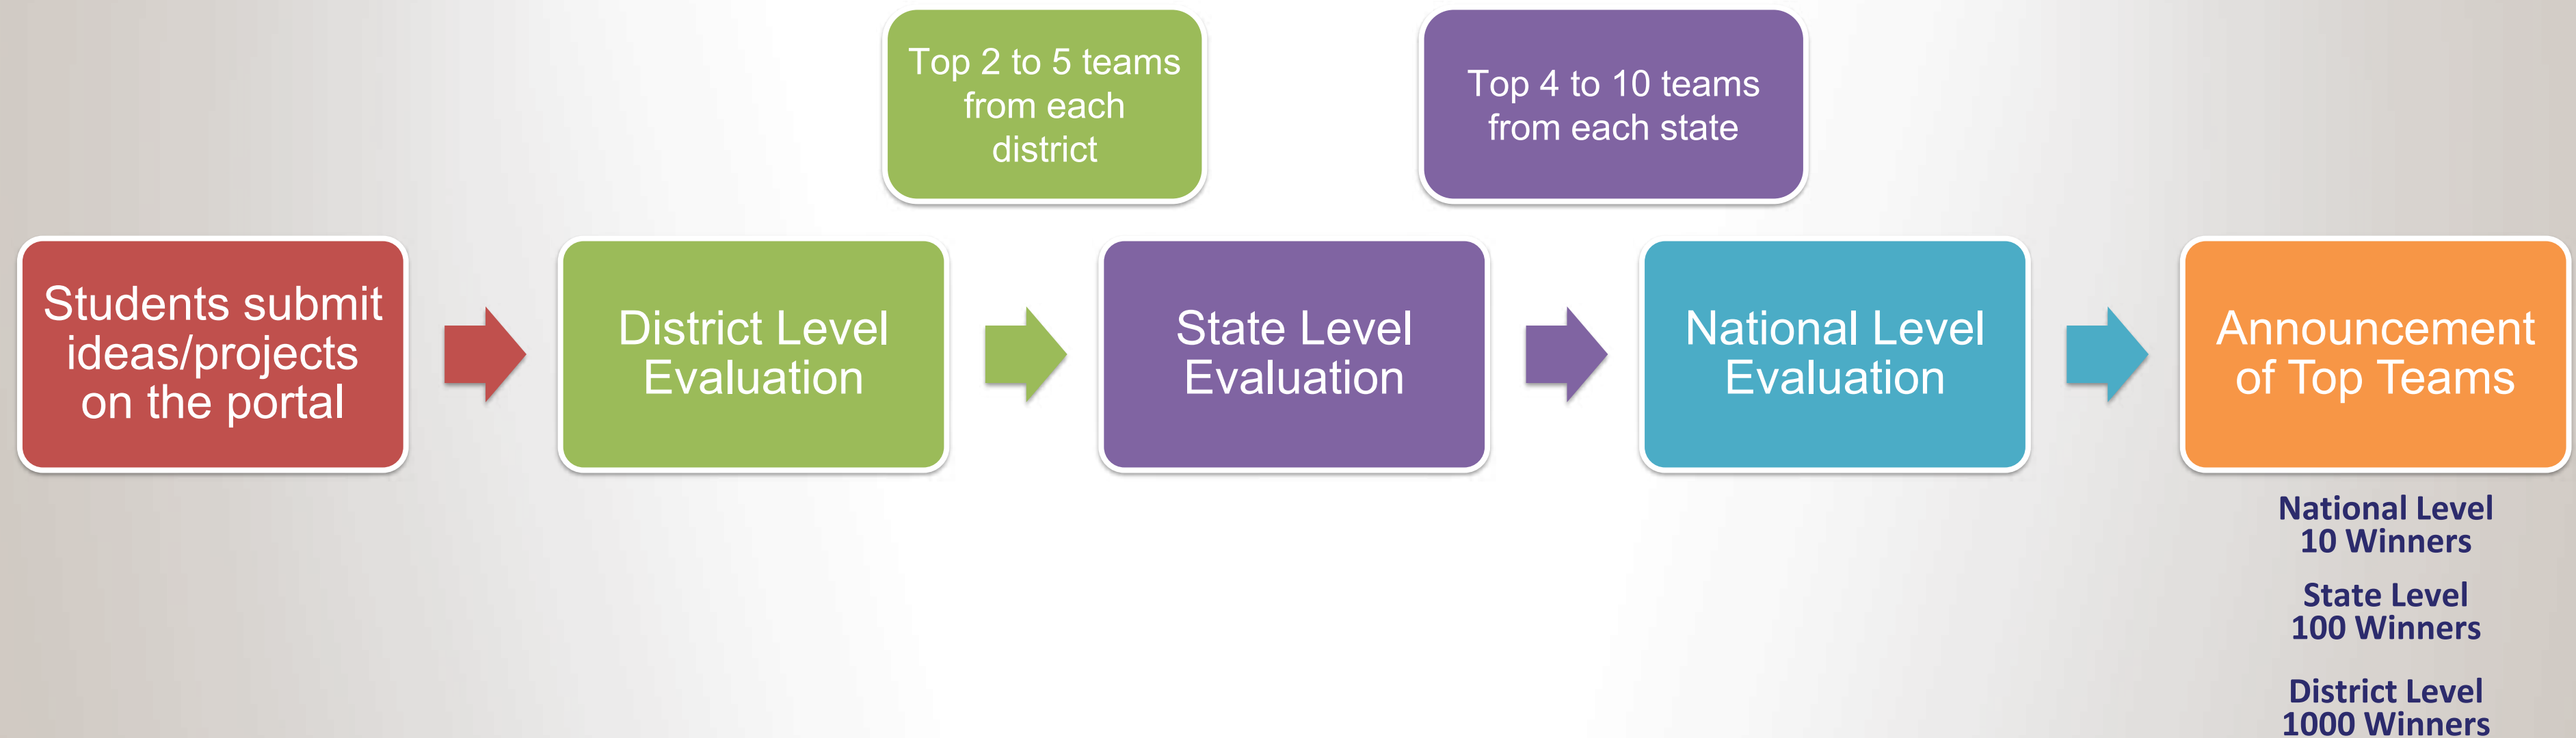 Top 2 to 5 teams
from each
district
Top 4 to 10 teams
from each state
Students submit
ideas/projects
on the portal
District Level
Evaluation
State Level
Evaluation
National Level
Evaluation
Announcement
of Top Teams
National Level
10 Winners
State Level
100 Winners
District Level
1000 Winners